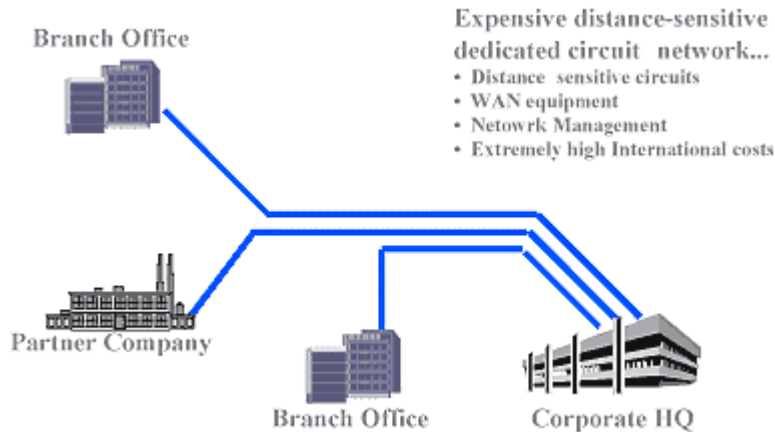 Expensive distance-sensitive
dedicated circuit network...
• Distance sensitive circuits
• WAN equipment
• Netowrk Management
• Extremely high International costs
Branch Office
Partner Company
Branch Office
Corporate HQ